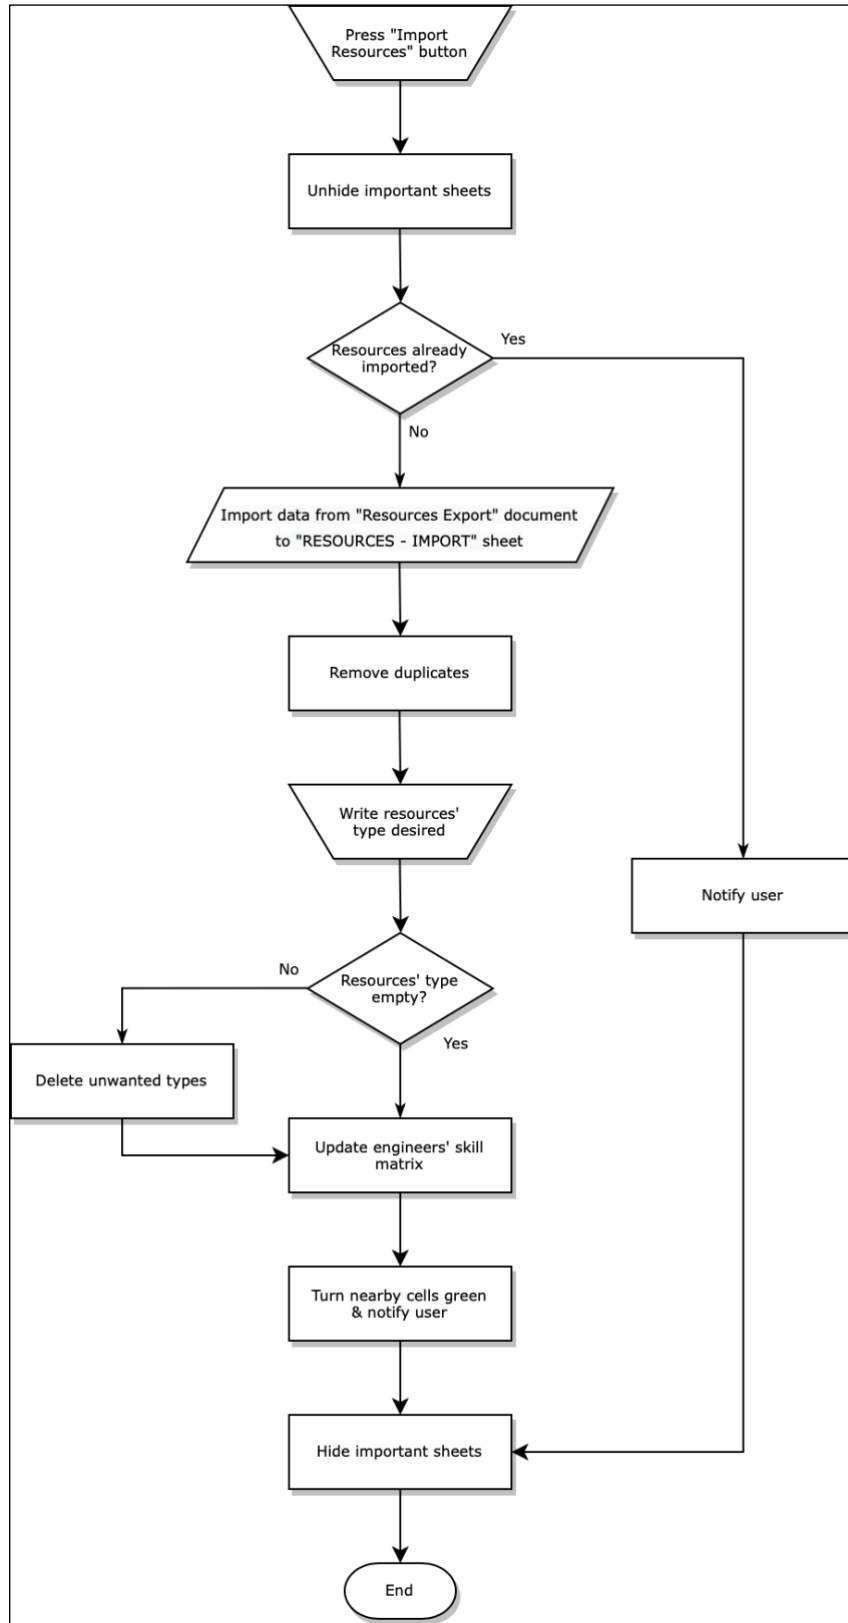 Press "Import
Resources" button
Unhide important sheets
Resources already
imported?
Yes
No
Import data from "Resources Export" document
to "RESOURCES - IMPORT" sheet
Remove duplicates
Write resources'
type desired
Notify user
Resources' type
empty?
No
Yes
Delete unwanted types
Update engineers' skill
matrix
Turn nearby cells green
& notify user
Hide important sheets
End